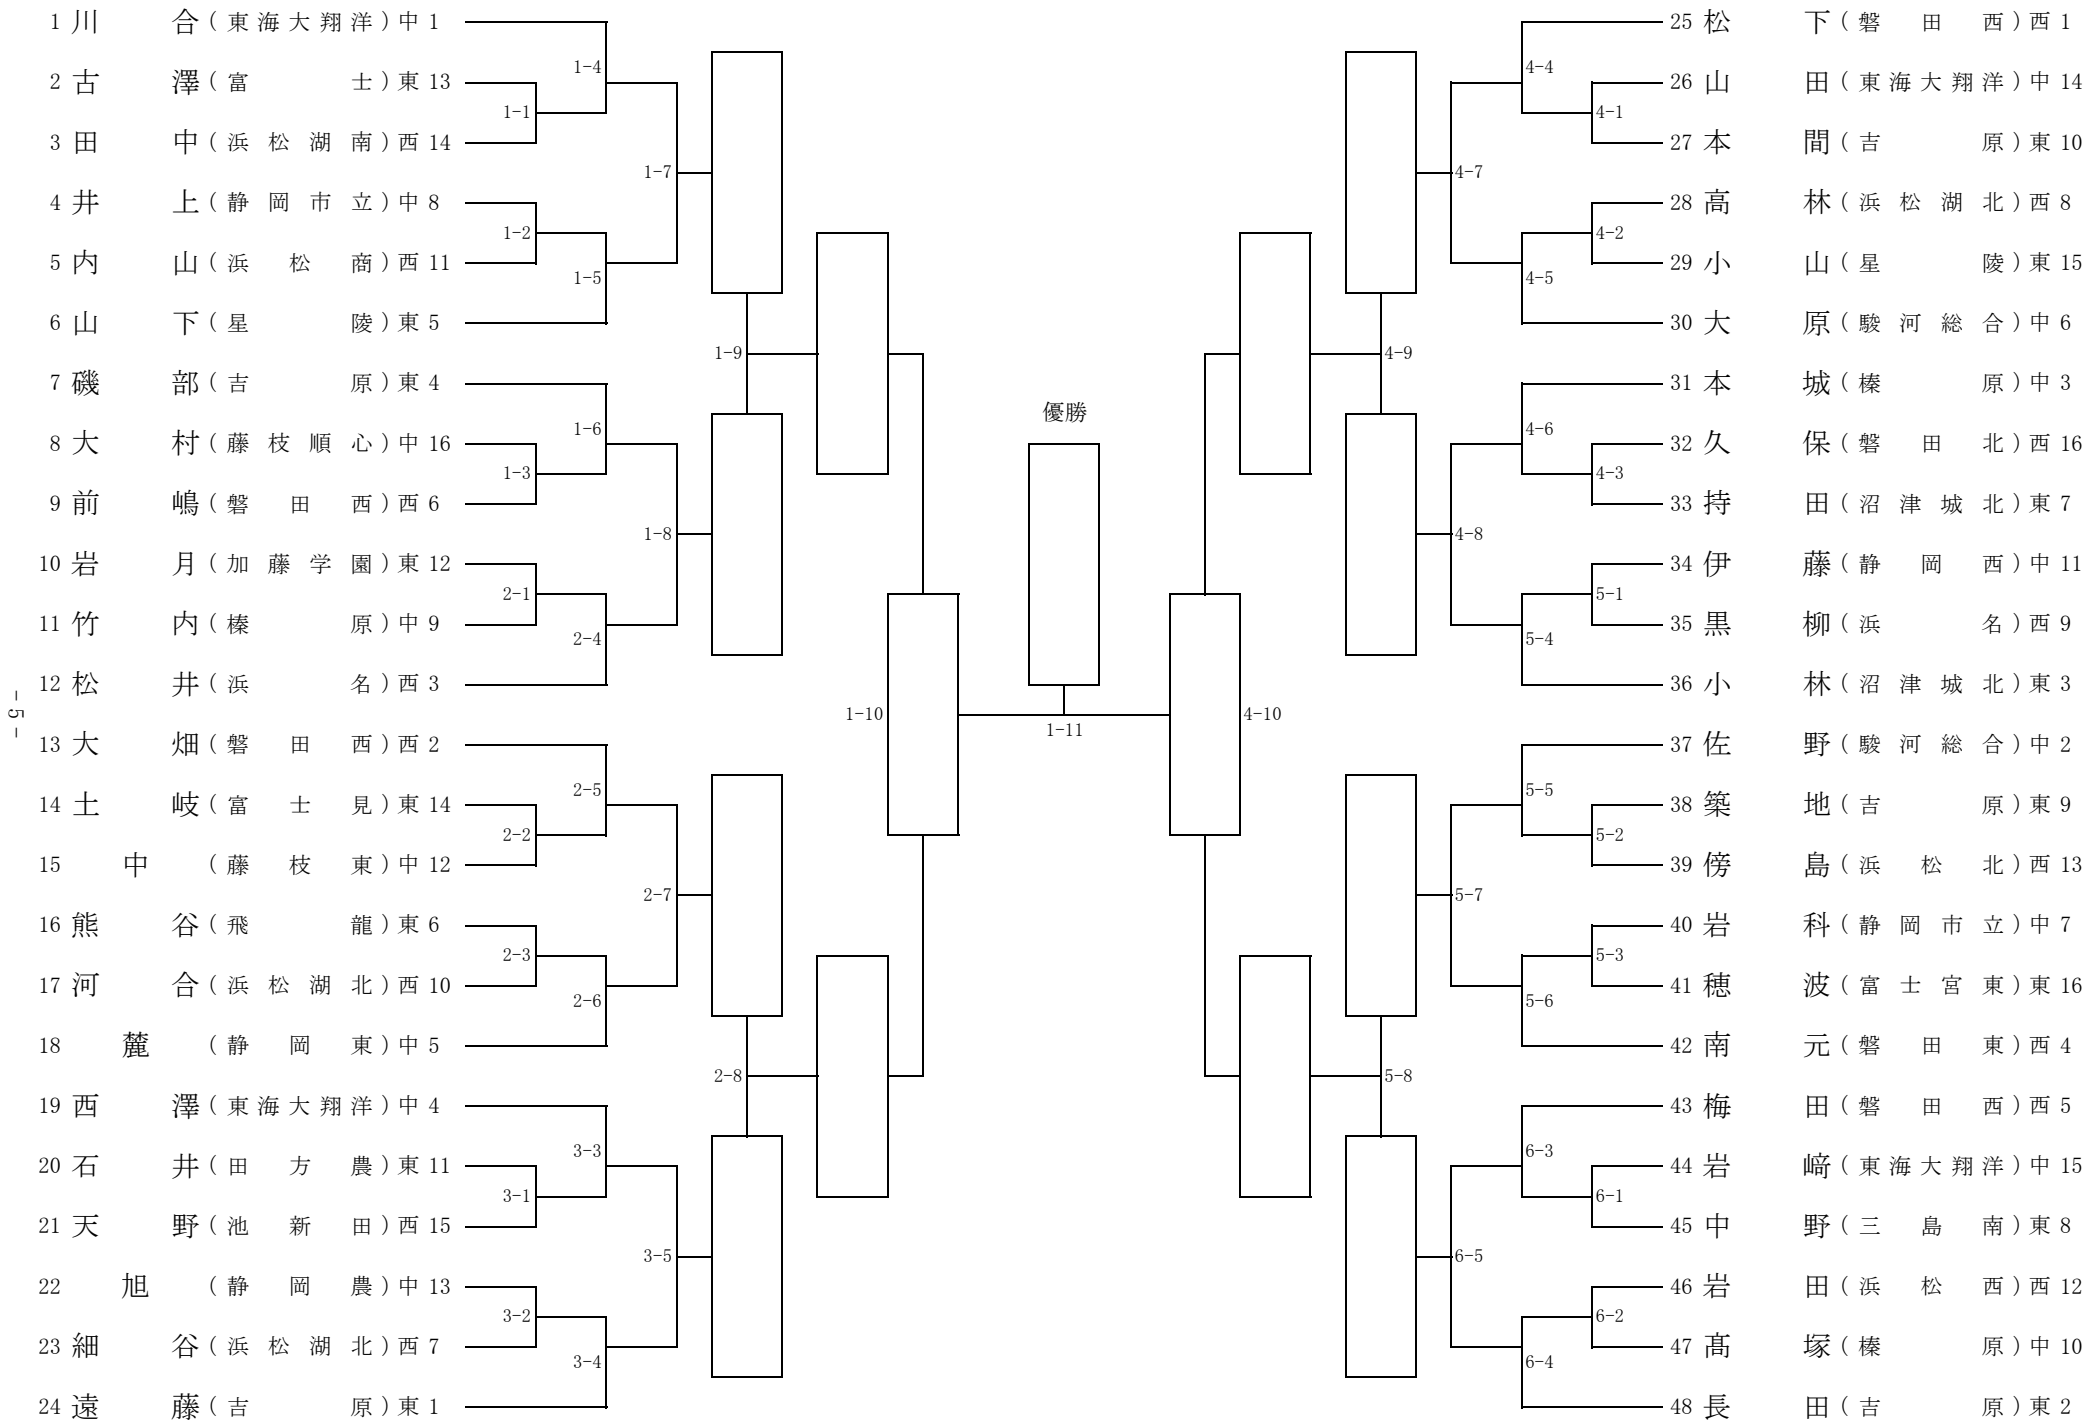 1 川合（東海大翔洋）中 1
2 古澤（富士）東 13
3 田中（浜松湖南）西 14
4 井上（静岡市立）中 8
5 内山（浜松商）西 11
6 山下（星陵）東 5
7 磯部（吉原）東 4
8 大村（藤枝順心）中 16
9 前嶋（磐田西）西 6
10 岩月（加藤学園）東 12
11 竹内（榛原）中 9
12 松井（浜名）西 3
13 大畑（磐田西）西 2
14 土岐（富士見）東 14
15 中（藤枝東）中 12
16 熊谷（飛龍）東 6
17 河合（浜松湖北）西 10
18 麓（静岡東）中 5
19 西澤（東海大翔洋）中 4
20 石井（田方農）東 11
21 天野（池新田）西 15
22 旭（静岡農）中 13
23 細谷（浜松湖北）西 7
24 遠藤（吉原）東 1
1-4
1-1
1-7
1-2
1-5
1-9
1-6
1-3
1-8
2-1
2-4
1-10
2-5
2-2
2-7
2-3
2-6
2-8
3-3
3-1
3-5
3-2
3-4
優勝
1-11
4-4
4-1
4-7
4-2
4-5
4-9
4-6
4-3
4-8
5-1
5-4
4-10
5-5
5-2
5-7
5-3
5-6
5-8
6-3
6-1
6-5
6-2
6-4
25 松下（磐田西）西 1
26 山田（東海大翔洋）中 14
27 本間（吉原）東 10
28 高林（浜松湖北）西 8
29 小山（星陵）東 15
30 大原（駿河総合）中 6
31 本城（榛原）中 3
32 久保（磐田北）西 16
33 持田（沼津城北）東 7
34 伊藤（静岡西）中 11
35 黒柳（浜名）西 9
36 小林（沼津城北）東 3
37 佐野（駿河総合）中 2
38 築地（吉原）東 9
39 傍島（浜松北）西 13
40 岩科（静岡市立）中 7
41 穂波（富士宮東）東 16
42 南元（磐田東）西 4
43 梅田（磐田西）西 5
44 岩﨑（東海大翔洋）中 15
45 中野（三島南）東 8
46 岩田（浜松西）西 12
47 髙塚（榛原）中 10
48 長田（吉原）東 2
-5-